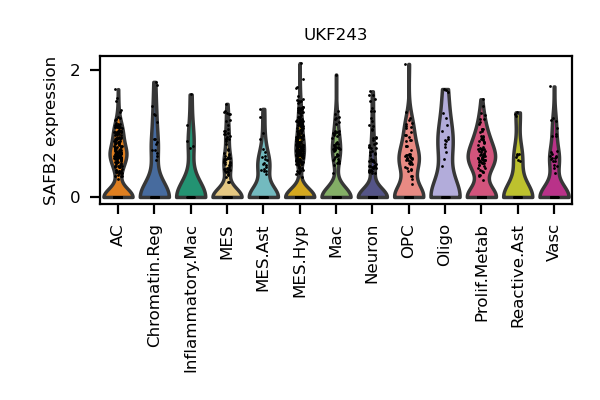 UKF243
SAFB2 expression
2
0
AC
Chromatin.Reg
Inflammatory.Mac
MES
MES.Ast
MES.Hyp
Mac
Neuron
OPC
Oligo
Prolif.Metab
Reactive.Ast
Vasc